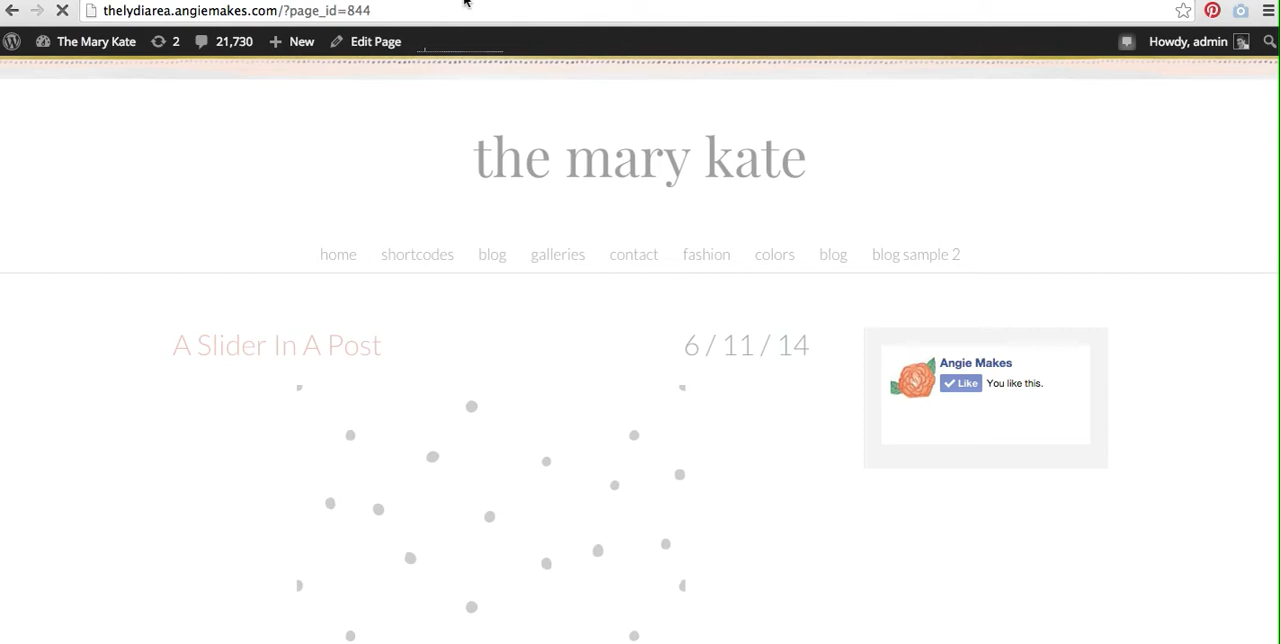 thelydiarea.angiemakes.com/?page_id=844
The Mary Kate 2 21,730 + New Edit Page Howdy, admin
the mary kate
home shortcodes blog galleries contact fashion colors blog blog sample 2
A Slider In A Post 6 / 11 / 14
Angie Makes
Like You like this.